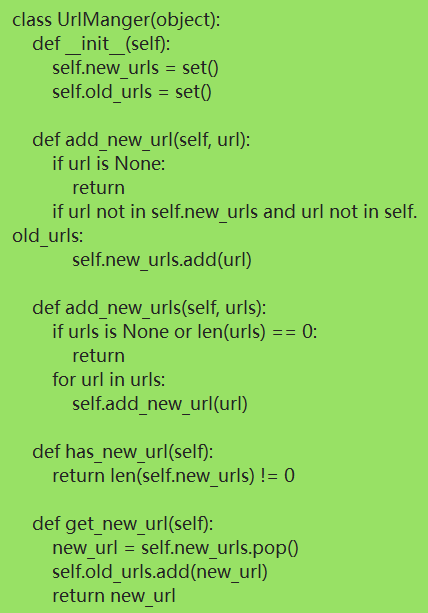 class UrlManger(object):
    def __init__(self):
        self.new_urls = set()
        self.old_urls = set()

    def add_new_url(self, url):
        if url is None:
            return
        if url not in self.new_urls and url not in self.
old_urls:
            self.new_urls.add(url)

    def add_new_urls(self, urls):
        if urls is None or len(urls) == 0:
            return
        for url in urls:
            self.add_new_url(url)

    def has_new_url(self):
        return len(self.new_urls) != 0

    def get_new_url(self):
        new_url = self.new_urls.pop()
        self.old_urls.add(new_url)
        return new_url